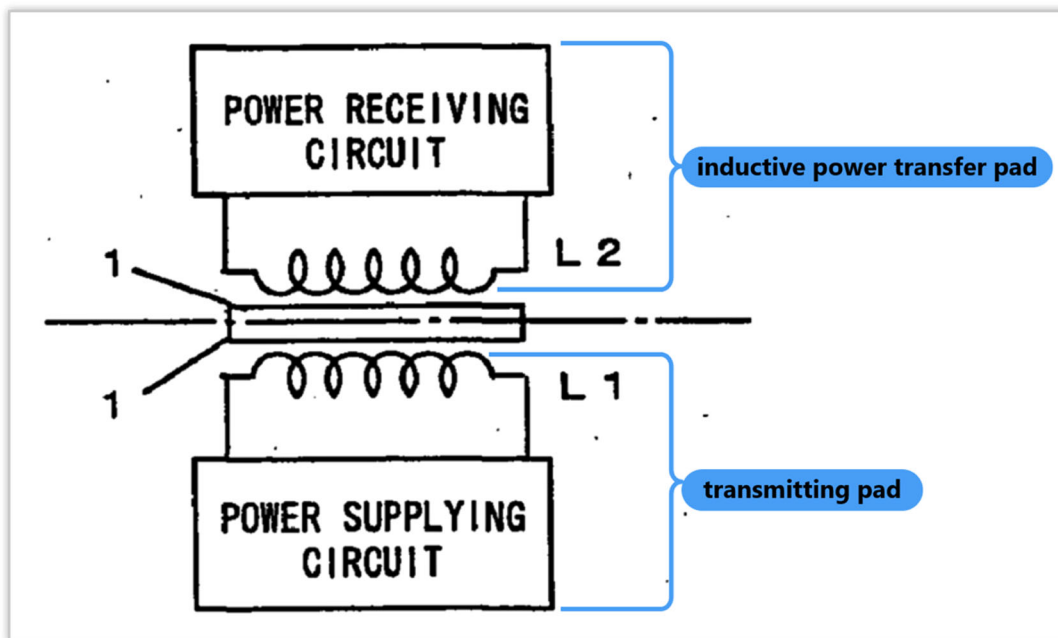 POWER RECEIVING
CIRCUIT
inductive power transfer pad
L 2
1
1
L 1
transmitting pad
POWER SUPPLYING
CIRCUIT